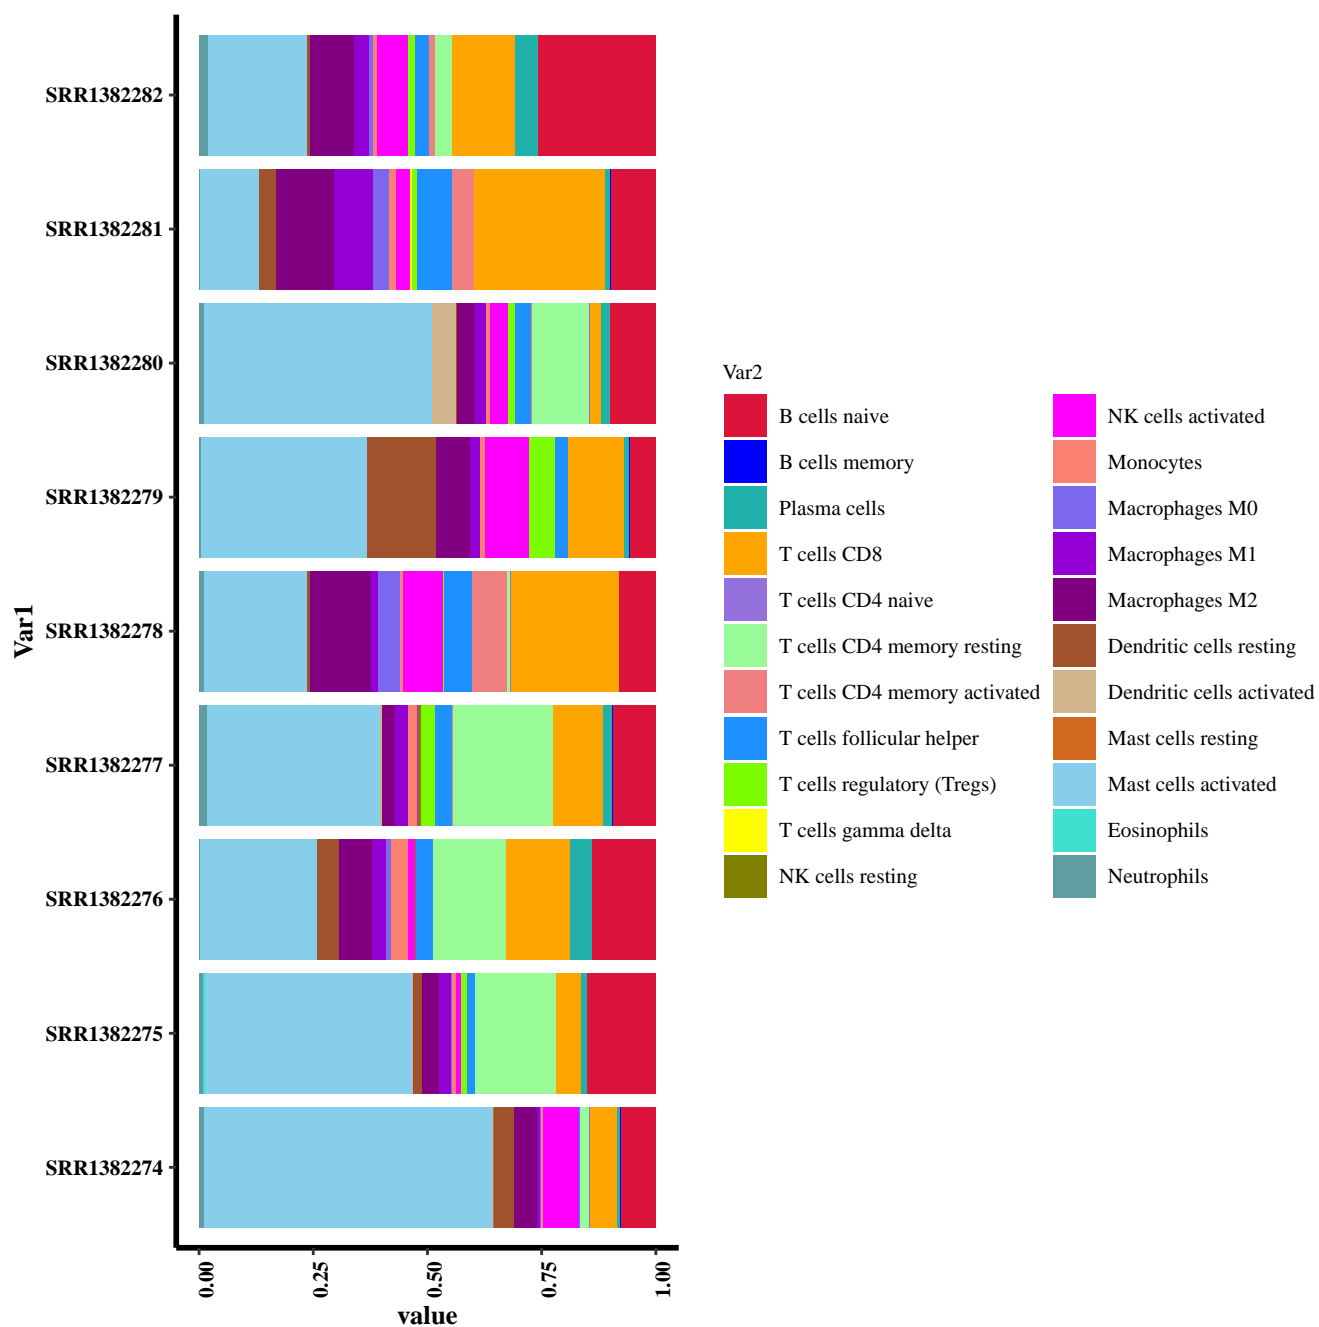 SRR1382282
SRR1382281
SRR1382280
SRR1382279
SRR1382278
SRR1382277
SRR1382276
SRR1382275
SRR1382274
Var1
0.00
0.25
0.50
0.75
1.00
value
Var2
B cells naive
B cells memory
Plasma cells
T cells CD8
T cells CD4 naive
T cells CD4 memory resting
T cells CD4 memory activated
T cells follicular helper
T cells regulatory (Tregs)
T cells gamma delta
NK cells resting
NK cells activated
Monocytes
Macrophages M0
Macrophages M1
Macrophages M2
Dendritic cells resting
Dendritic cells activated
Mast cells resting
Mast cells activated
Eosinophils
Neutrophils